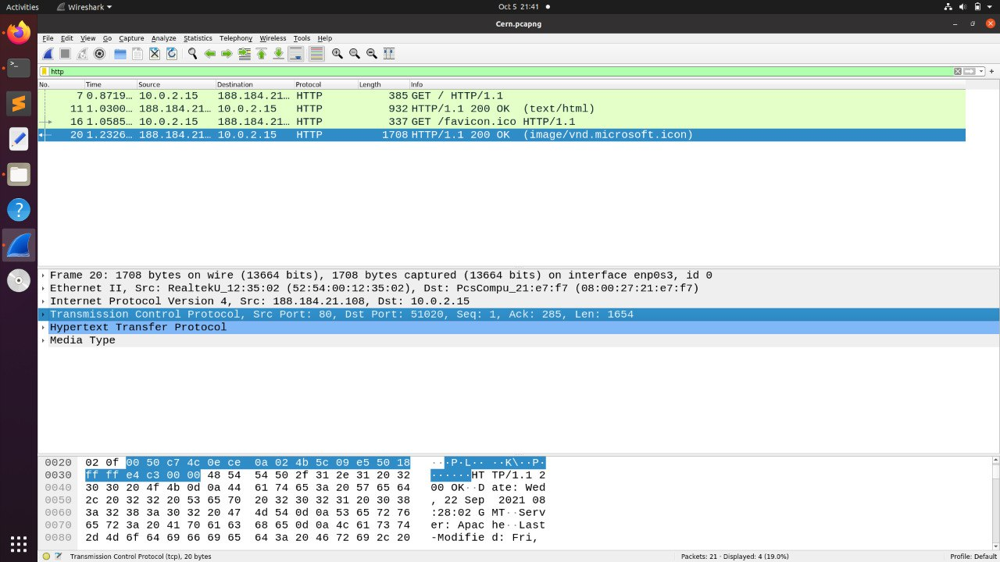 Activities Wireshark Oct 5 21:41
Cern.pcapng
File Edit View Go Capture Analyze Statistics Telephony Wireless Tools Help
http
No. Time Source Destination Protocol Length Info
7 0.8719… 10.0.2.15 188.184.21… HTTP 385 GET / HTTP/1.1
11 1.0300… 188.184.21… 10.0.2.15 HTTP 932 HTTP/1.1 200 OK (text/html)
16 1.0585… 10.0.2.15 188.184.21… HTTP 337 GET /favicon.ico HTTP/1.1
20 1.2326… 188.184.21… 10.0.2.15 HTTP 1708 HTTP/1.1 200 OK (image/vnd.microsoft.icon)
Frame 20: 1708 bytes on wire (13664 bits), 1708 bytes captured (13664 bits) on interface enp0s3, id 0
Ethernet II, Src: RealtekU_12:35:02 (52:54:00:12:35:02), Dst: PcsCompu_21:e7:f7 (08:00:27:21:e7:f7)
Internet Protocol Version 4, Src: 188.184.21.108, Dst: 10.0.2.15
Transmission Control Protocol, Src Port: 80, Dst Port: 51020, Seq: 1, Ack: 285, Len: 1654
Hypertext Transfer Protocol
Media Type
0020 02 0f 00 50 c7 4c 0e ce 0a 02 4b 5c 09 e5 50 18 ···P·L·· ··K\··P·
0030 ff ff e4 c3 00 00 48 54 54 50 2f 31 2e 31 20 32 ······HT TP/1.1 2
0040 30 30 20 4f 4b 0d 0a 44 61 74 65 3a 20 57 65 64 00 OK··D ate: Wed
0050 2c 20 32 32 20 53 65 70 20 32 30 32 31 20 30 38 , 22 Sep 2021 08
0060 3a 32 38 3a 30 32 20 47 4d 54 0d 0a 53 65 72 76 :28:02 G MT··Serv
0070 65 72 3a 20 41 70 61 63 68 65 0d 0a 4c 61 73 74 er: Apac he··Last
0080 2d 4d 6f 64 69 66 69 65 64 3a 20 46 72 69 2c 20 -Modifie d: Fri,
Transmission Control Protocol (tcp), 20 bytes Packets: 21 · Displayed: 4 (19.0%) Profile: Default